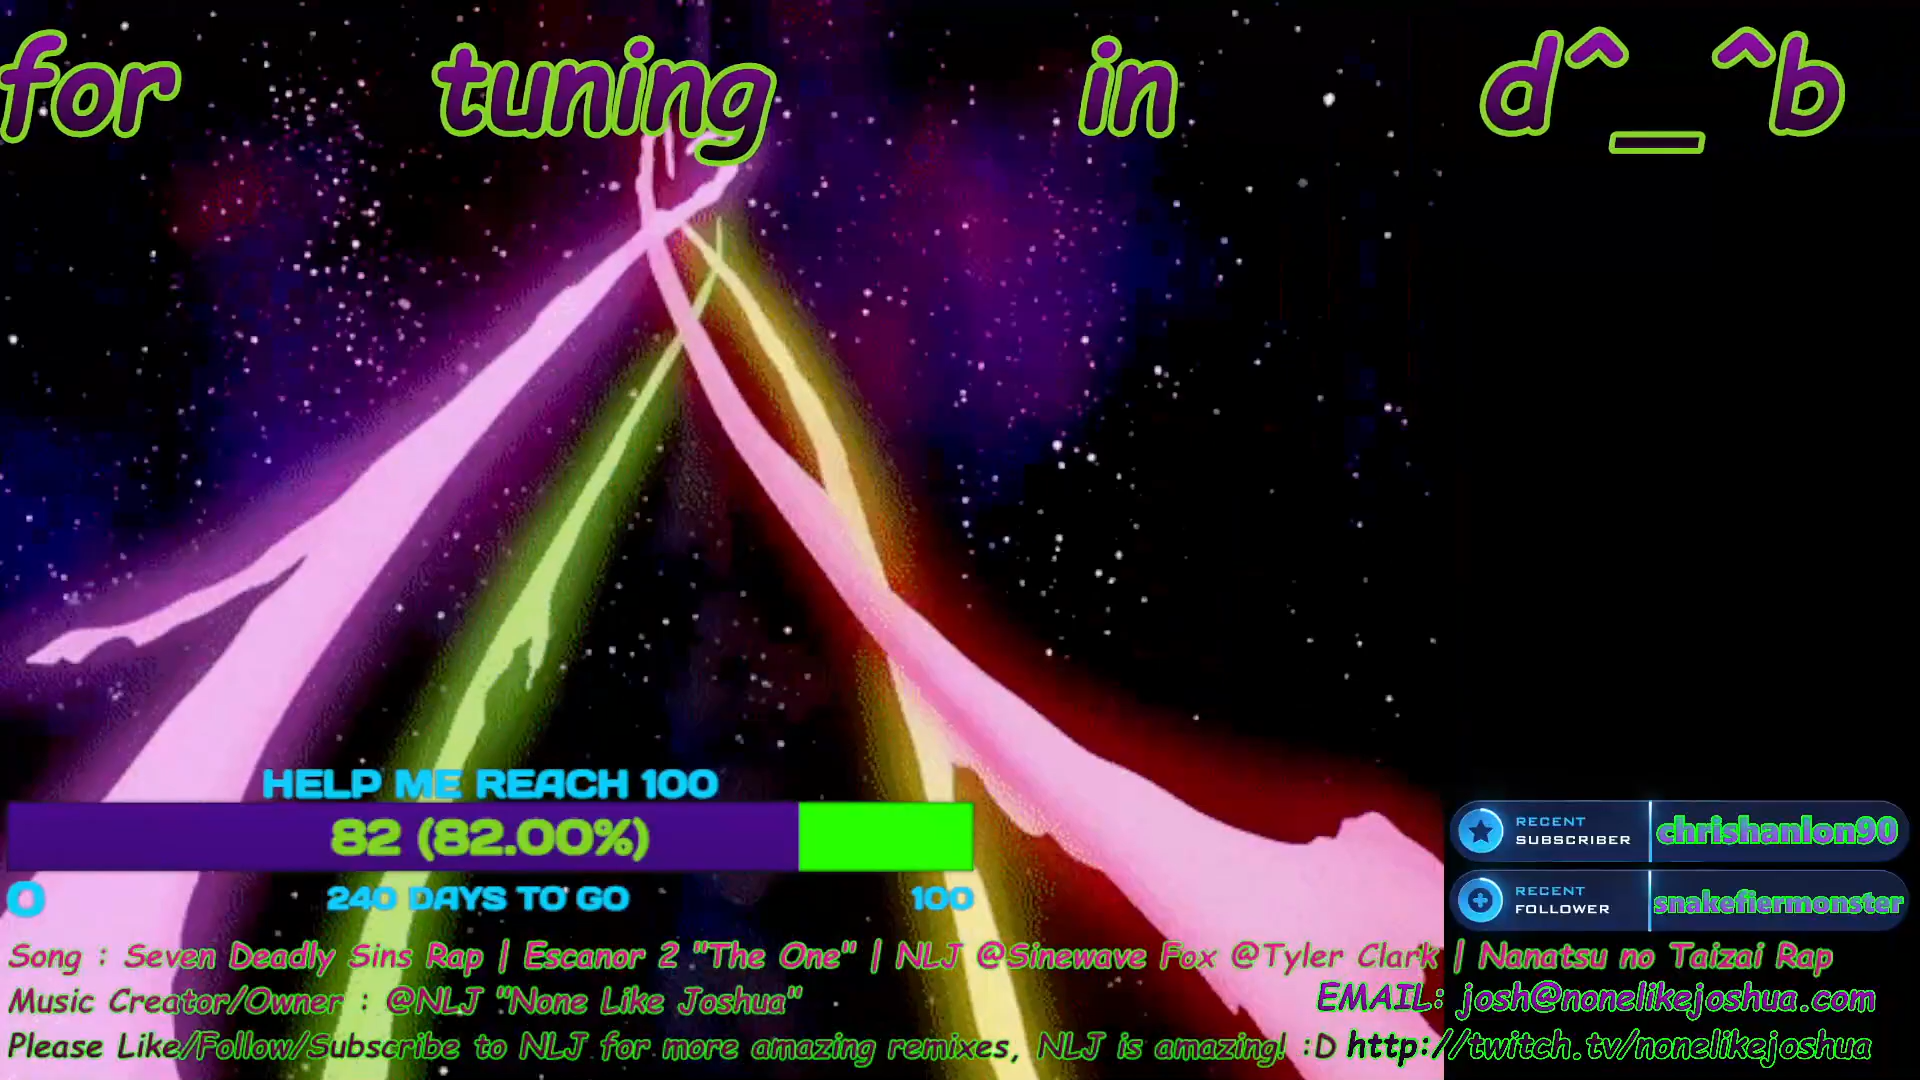 for tuning in d^_^b
HELP ME REACH 100
82 (82.00%)
0 240 DAYS TO GO 100
RECENT SUBSCRIBER chrishanlon90
RECENT FOLLOWER snakefiermonster
Song : Seven Deadly Sins Rap | Escanor 2 "The One" | NLJ @Sinewave Fox @Tyler Clark | Nanatsu no Taizai Rap
Music Creator/Owner : @NLJ "None Like Joshua"
EMAIL: josh@nonelikejoshua.com
Please Like/Follow/Subscribe to NLJ for more amazing remixes, NLJ is amazing! :D http://twitch.tv/nonelikejoshua